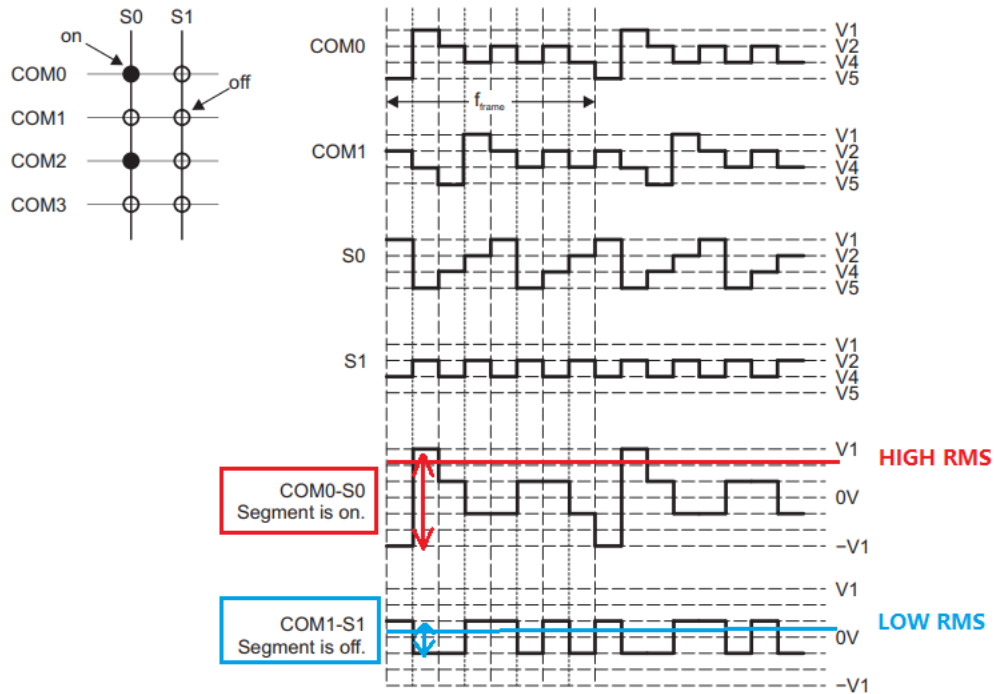 S0 S1
on
COM0
off
COM1
COM2
COM3
COM0
V1
V2
V4
V5
fframe
COM1
V1
V2
V4
V5
S0
V1
V2
V4
V5
S1
V1
V2
V4
V5
COM0-S0
Segment is on.
V1
0V
−V1
HIGH RMS
COM1-S1
Segment is off.
V1
0V
−V1
LOW RMS